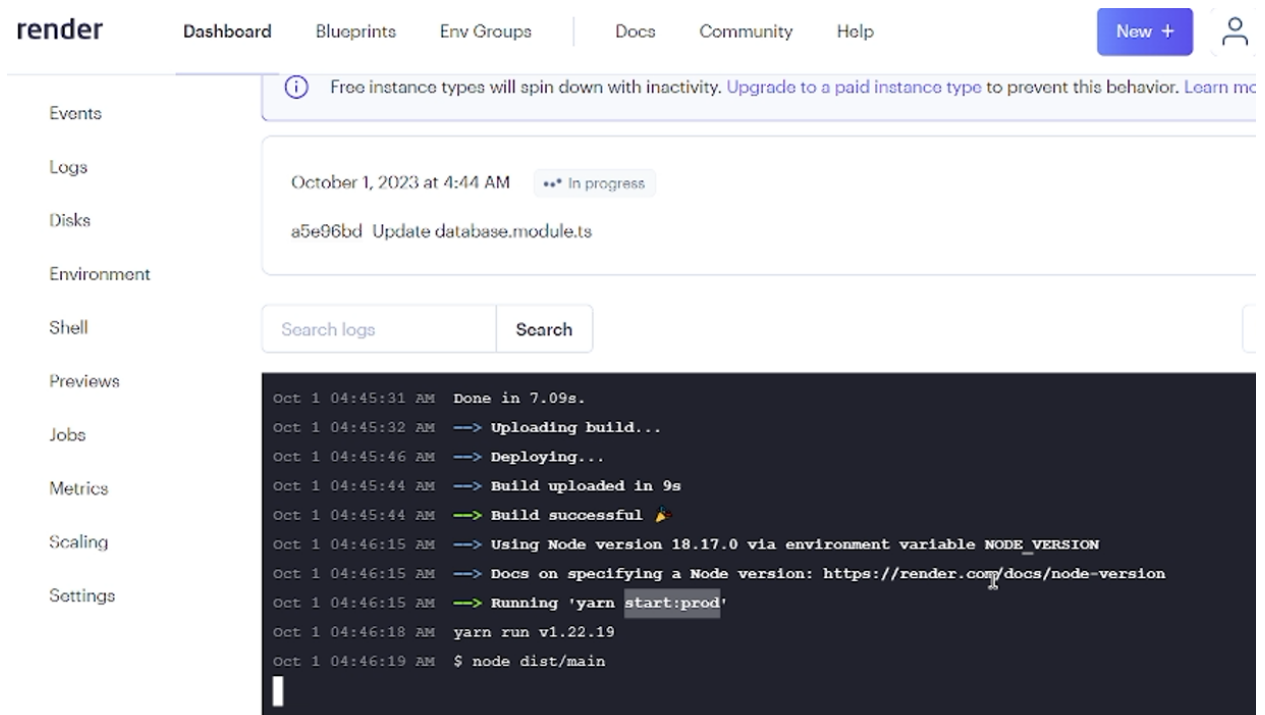 render Dashboard Blueprints Env Groups Docs Community Help New +
Free instance types will spin down with inactivity. Upgrade to a paid instance type to prevent this behavior. Learn mo
Events
Logs
Disks
Environment
Shell
Previews
Jobs
Metrics
Scaling
Settings
October 1, 2023 at 4:44 AM In progress
a5e96bd Update database.module.ts
Search logs Search
Oct 1 04:45:31 AM Done in 7.09s.
Oct 1 04:45:32 AM ==> Uploading build...
Oct 1 04:45:46 AM ==> Deploying...
Oct 1 04:45:44 AM ==> Build uploaded in 9s
Oct 1 04:45:44 AM ==> Build successful 🎉
Oct 1 04:46:15 AM ==> Using Node version 18.17.0 via environment variable NODE_VERSION
Oct 1 04:46:15 AM ==> Docs on specifying a Node version: https://render.com/docs/node-version
Oct 1 04:46:15 AM ==> Running 'yarn start:prod'
Oct 1 04:46:18 AM yarn run v1.22.19
Oct 1 04:46:19 AM $ node dist/main